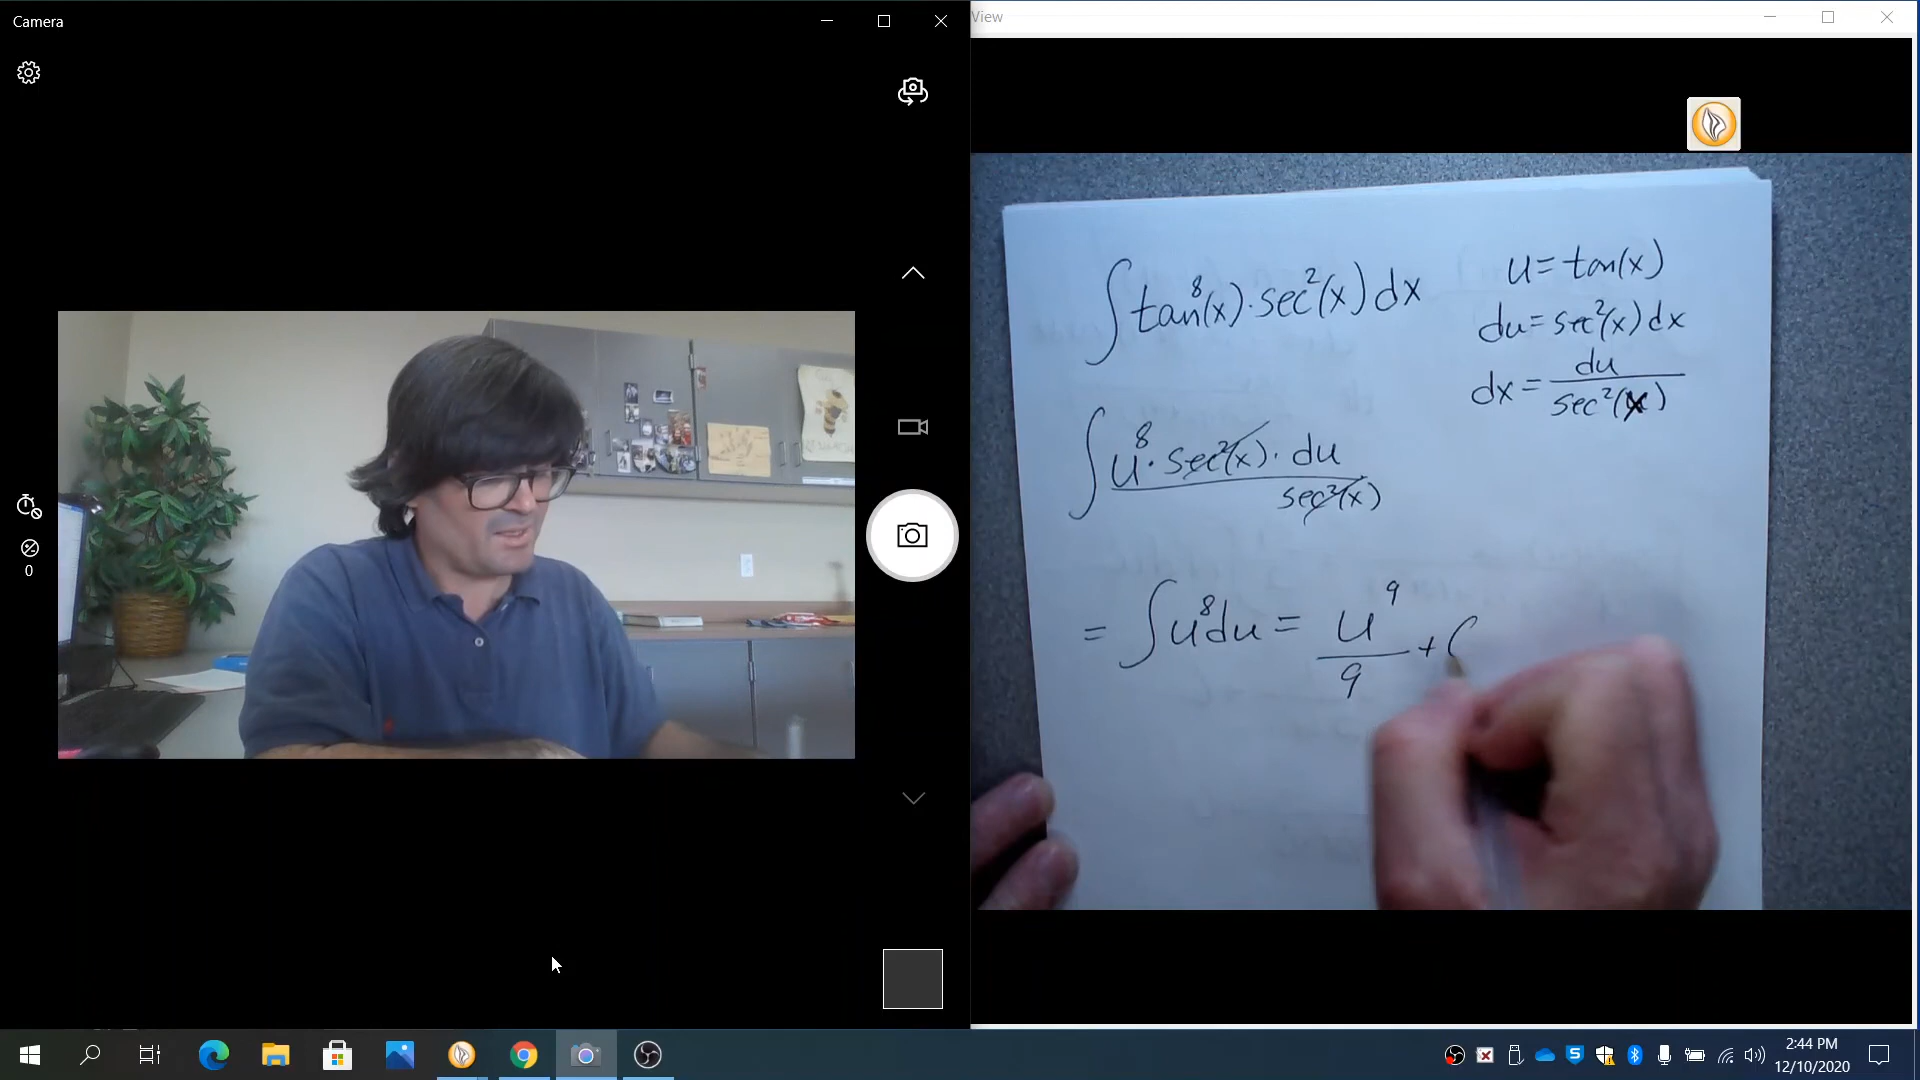 Camera
View
0
∫tan⁸(x)·sec²(x)dx
u=tan(x)
du=sec²(x)dx
dx=du/sec²(x)
∫u⁸·sec²(x)·du/sec²(x)
=∫u⁸du=u⁹/9+C
2:44 PM
12/10/2020